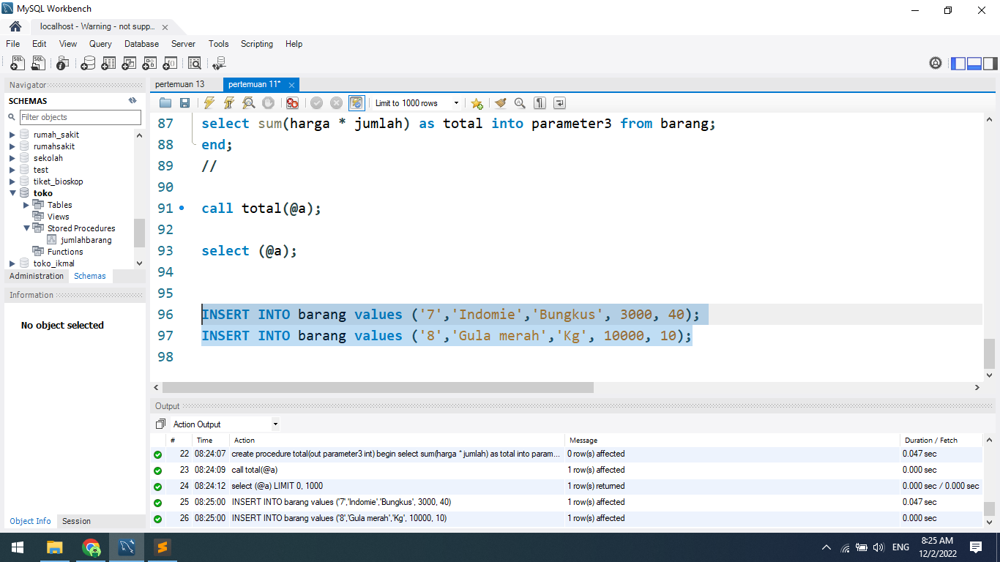 MySQL Workbench
localhost - Warning - not supp...
File Edit View Query Database Server Tools Scripting Help
Navigator
SCHEMAS
Filter objects
rumah_sakit
rumahsakit
sekolah
test
tiket_bioskop
toko
Tables
Views
Stored Procedures
jumlahbarang
Functions
toko_ikmal
Administration Schemas
Information
No object selected
Object Info Session
pertemuan 13 pertemuan 11*
Limit to 1000 rows
87 select sum(harga * jumlah) as total into parameter3 from barang;
88 end;
89 //
90
91 call total(@a);
92
93 select (@a);
94
95
96 INSERT INTO barang values ('7','Indomie','Bungkus', 3000, 40);
97 INSERT INTO barang values ('8','Gula merah','Kg', 10000, 10);
98
Output
Action Output
# Time Action Message Duration / Fetch
22 08:24:07 create procedure total(out parameter3 int) begin select sum(harga * jumlah) as total into param... 0 row(s) affected 0.047 sec
23 08:24:09 call total(@a) 1 row(s) affected 0.000 sec
24 08:24:12 select (@a) LIMIT 0, 1000 1 row(s) returned 0.000 sec / 0.000 sec
25 08:25:00 INSERT INTO barang values ('7','Indomie','Bungkus', 3000, 40) 1 row(s) affected 0.047 sec
26 08:25:00 INSERT INTO barang values ('8','Gula merah','Kg', 10000, 10) 1 row(s) affected 0.000 sec
ENG
8:25 AM
12/2/2022